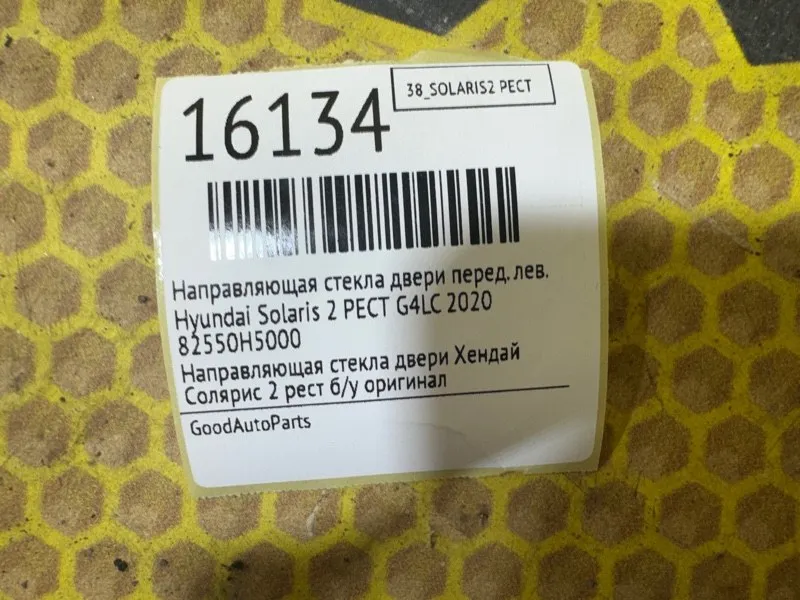 38_SOLARIS2 РЕСТ
16134
Направляющая стекла двери перед. лев.
Hyundai Solaris 2 РЕСТ G4LC 2020
82550H5000
Направляющая стекла двери Хендай
Солярис 2 рест б/у оригинал
GoodAutoParts